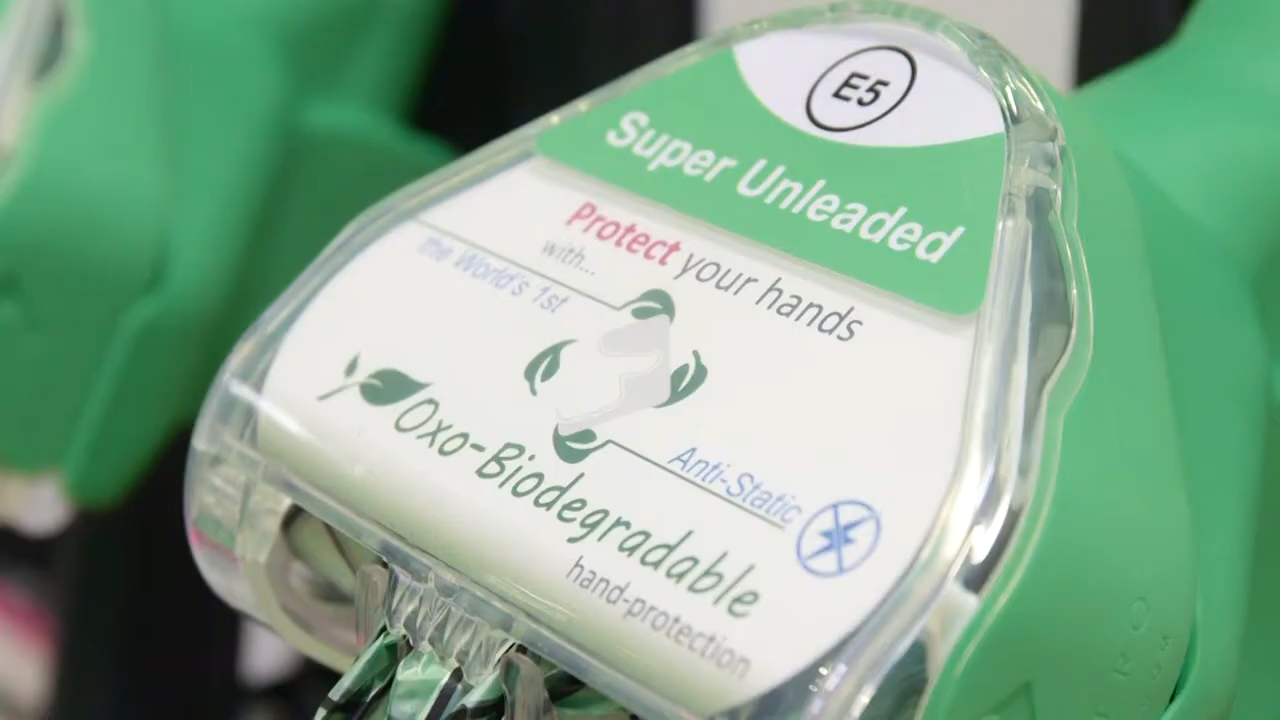 E5
Super Unleaded
Protect your hands
with...
the World's 1st
Anti-Static
Oxo-Biodegradable
hand-protection